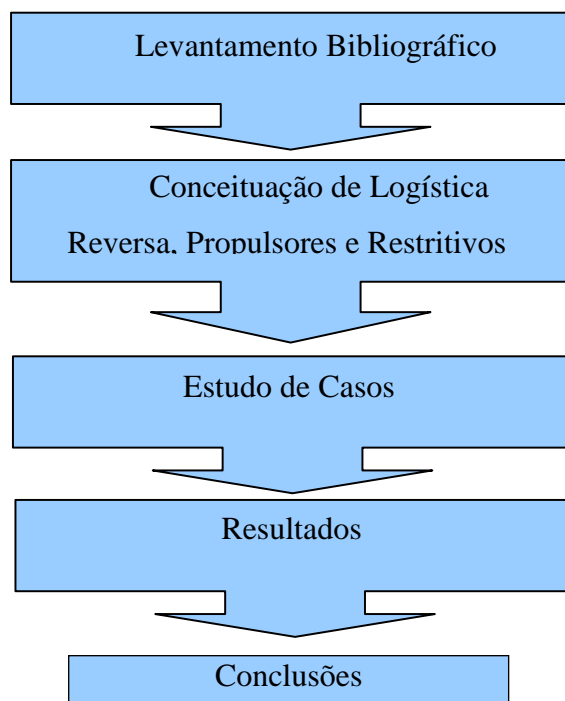 Levantamento Bibliográfico
Conceituação de Logística
Reversa, Propulsores e Restritivos
Estudo de Casos
Resultados
Conclusões